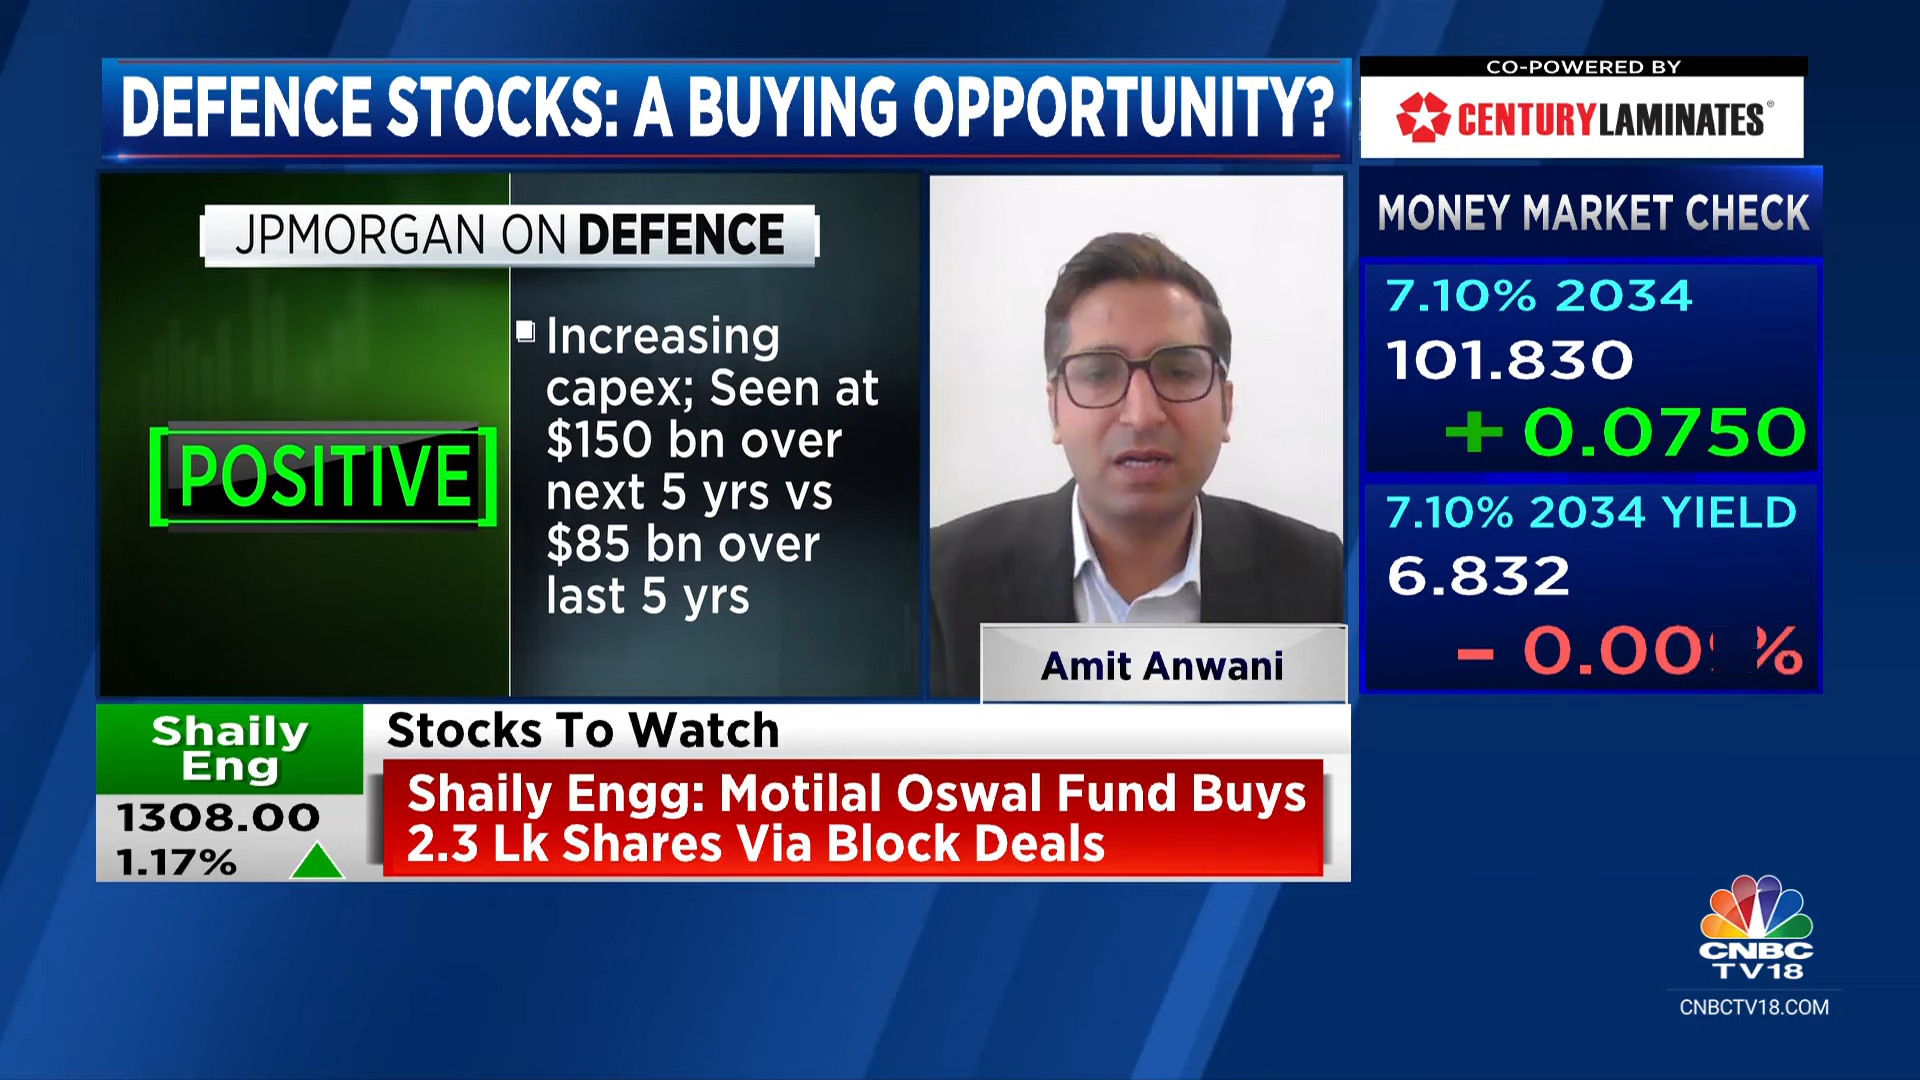 DEFENCE STOCKS: A BUYING OPPORTUNITY?
CO-POWERED BY
CENTURYLAMINATES®
JPMORGAN ON DEFENCE
POSITIVE
Increasing
capex; Seen at
$150 bn over
next 5 yrs vs
$85 bn over
last 5 yrs
Amit Anwani
MONEY MARKET CHECK
7.10% 2034
101.830
+ 0.0750
7.10% 2034 YIELD
6.832
Shaily
Eng
1308.00
1.17%
Stocks To Watch
Shaily Engg: Motilal Oswal Fund Buys
2.3 Lk Shares Via Block Deals
CNBC
TV18
CNBCTV18.COM